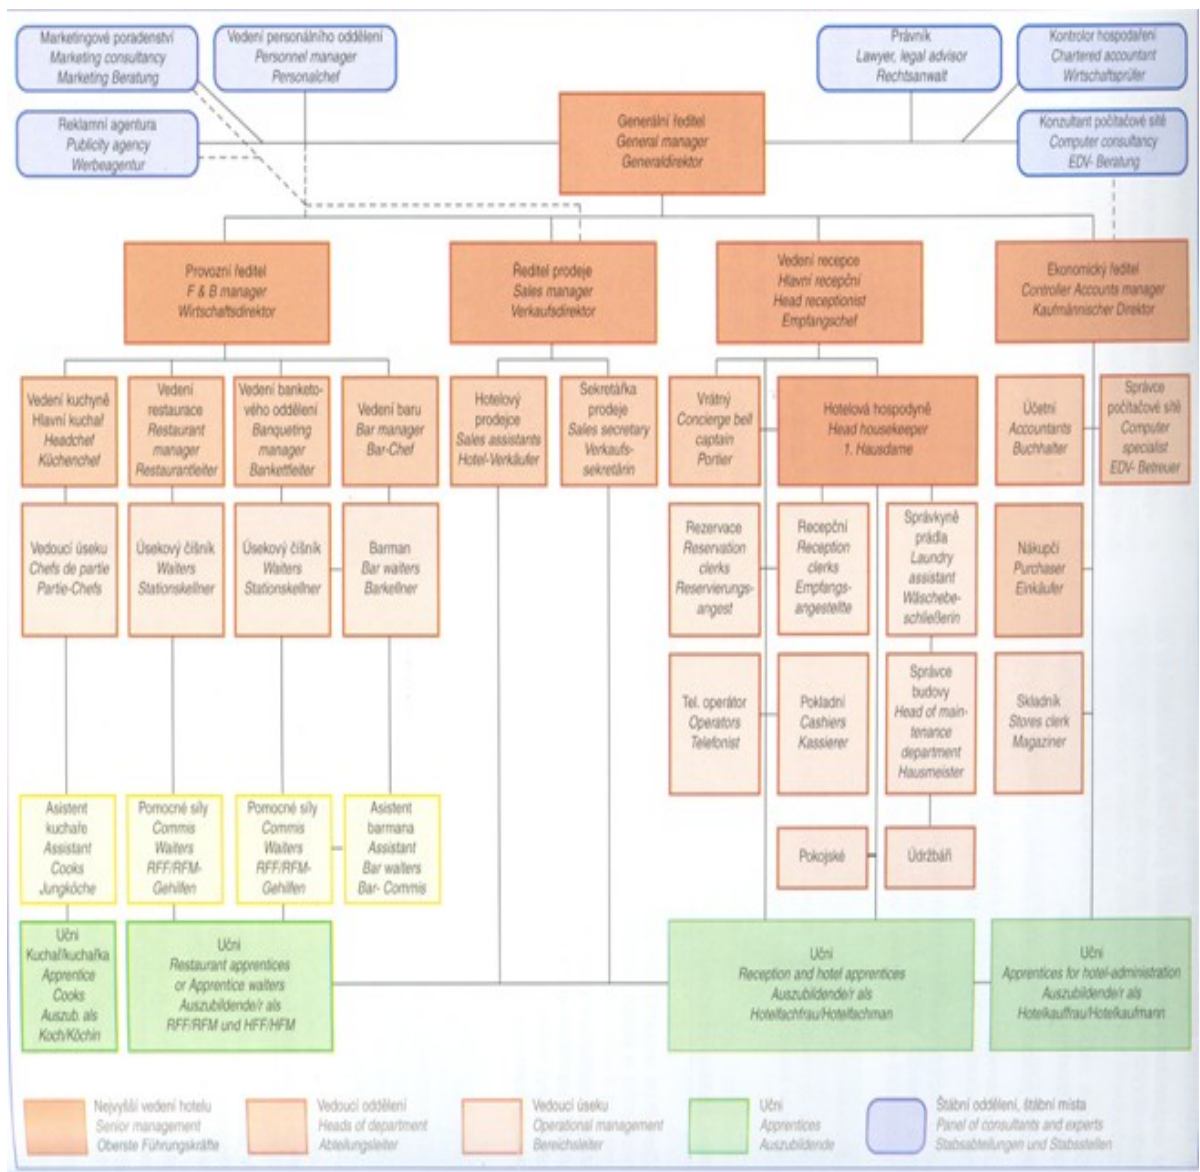 Marketingové poradenství
Marketing consultancy
Marketing Beratung
Vedení personálního oddělení
Personnel manager
Personalchef
Právník
Lawyer, legal advisor
Rechtsanwalt
Kontrolor hospodaření
Chartered accountant
Wirtschaftsprüfer
Reklamní agentura
Publicity agency
Werbeagentur
Generální ředitel
General manager
Generaldirektor
Konzultant počítačové sítě
Computer consultancy
EDV- Beratung
Provozní ředitel
F & B manager
Wirtschaftsdirektor
Ředitel prodeje
Sales manager
Verkaufsdirektor
Vedení recepce
Hlavní recepční
Head receptionist
Empfangschef
Ekonomický ředitel
Controller Accounts manager
Kaufmännischer Direktor
Vedení kuchyně
Hlavní kuchař
Headchef
Küchenchef
Vedení
restaurace
Restaurant
manager
Restaurantleiter
Vedení banketo-
vého oddělení
Banqueting
manager
Bankettleiter
Vedení baru
Bar manager
Bar-Chef
Hotelový
prodejce
Sales assistants
Hotel-Verkäufer
Sekretářka
prodeje
Sales secretary
Verkaufs-
sekretärin
Vrátný
Concierge bell
captain
Portier
Hotelová hospodyně
Head housekeeper
1. Hausdame
Účetní
Accountants
Buchhalter
Správce
počítačové sítě
Computer
specialist
EDV- Betreuer
Vedoucí úseku
Chefs de partie
Partie-Chefs
Úsekový číšník
Waiters
Stationskellner
Úsekový číšník
Waiters
Stationskellner
Barman
Bar waiters
Barkellner
Rezervace
Reservation
clerks
Reservierungs-
angest
Recepční
Reception
clerks
Empfangs-
angestellte
Správkyně
prádla
Laundry
assistant
Wäschebe-
schließerin
Nákupčí
Purchaser
Einkäufer
Tel. operátor
Operators
Telefonist
Pokladní
Cashiers
Kassierer
Správce
budovy
Head of main-
tenance
department
Hausmeister
Skladník
Stores clerk
Magaziner
Asistent
kuchaře
Assistant
Cooks
Jungköche
Pomocné síly
Commis
Waiters
RFF/RFM-
Gehilfen
Pomocné síly
Commis
Waiters
RFF/RFM-
Gehilfen
Asistent
barmana
Assistant
Bar waiters
Bar- Commis
Pokojské
Údržbáři
Učni
Kuchař/kuchařka
Apprentice
Cooks
Auszub. als
Koch/Köchin
Učni
Restaurant apprentices
or Apprentice waiters
Auszubildende/r als
RFF/RFM und HFF/HFM
Učni
Reception and hotel apprentices
Auszubildende/r als
Hotelfachfrau/Hotelfachman
Učni
Apprentices for hotel-administration
Auszubildende/r als
Hotelkauffrau/Hotelkaufmann
Nejvyšší vedení hotelu
Senior management
Oberste Führungskräfte
Vedoucí oddělení
Heads of department
Abteilungsleiter
Vedoucí úseku
Operational management
Bereichsleiter
Učni
Apprentices
Auszubildende
Štábní oddělení, štábní místa
Panel of consultants and experts
Stabsabteilungen und Stabsstellen